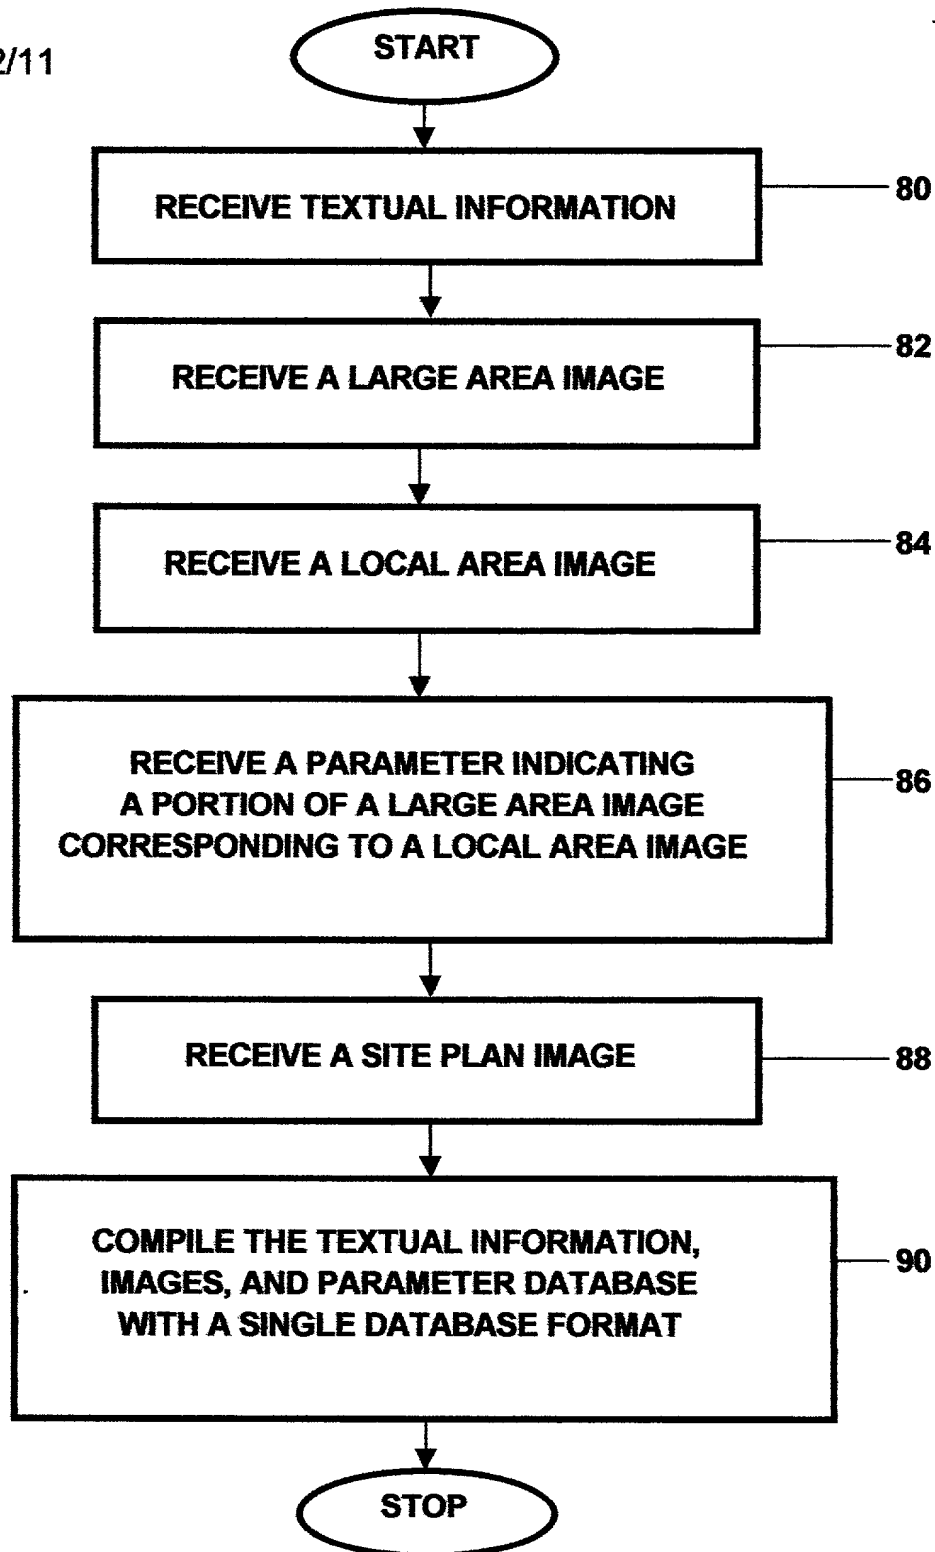 2/11
START
RECEIVE TEXTUAL INFORMATION
80
RECEIVE A LARGE AREA IMAGE
82
RECEIVE A LOCAL AREA IMAGE
84
RECEIVE A PARAMETER INDICATING
A PORTION OF A LARGE AREA IMAGE
CORRESPONDING TO A LOCAL AREA IMAGE
86
RECEIVE A SITE PLAN IMAGE
88
COMPILE THE TEXTUAL INFORMATION,
IMAGES, AND PARAMETER DATABASE
WITH A SINGLE DATABASE FORMAT
90
STOP